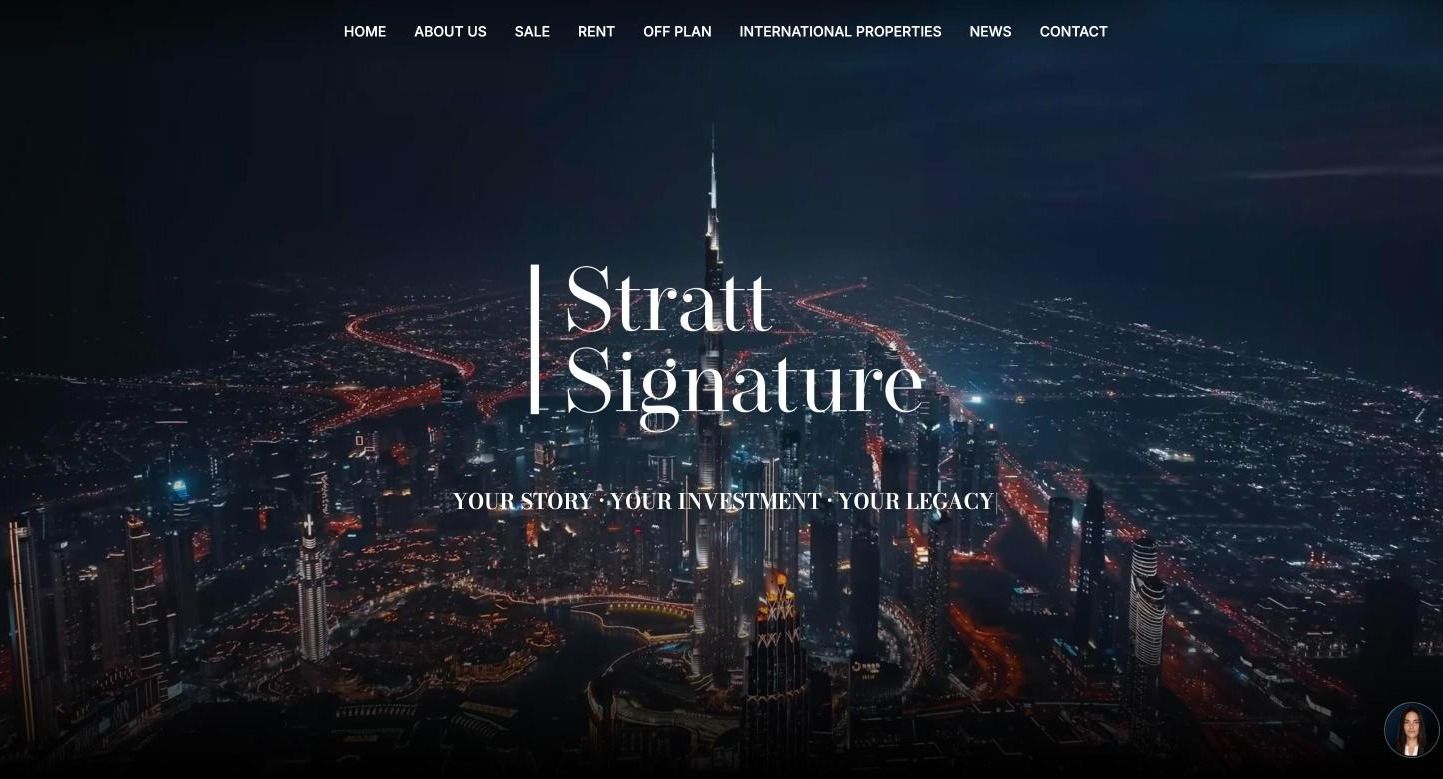 HOME ABOUT US SALE RENT OFF PLAN INTERNATIONAL PROPERTIES NEWS CONTACT
Stratt
Signature
YOUR STORY · YOUR INVESTMENT · YOUR LEGACY